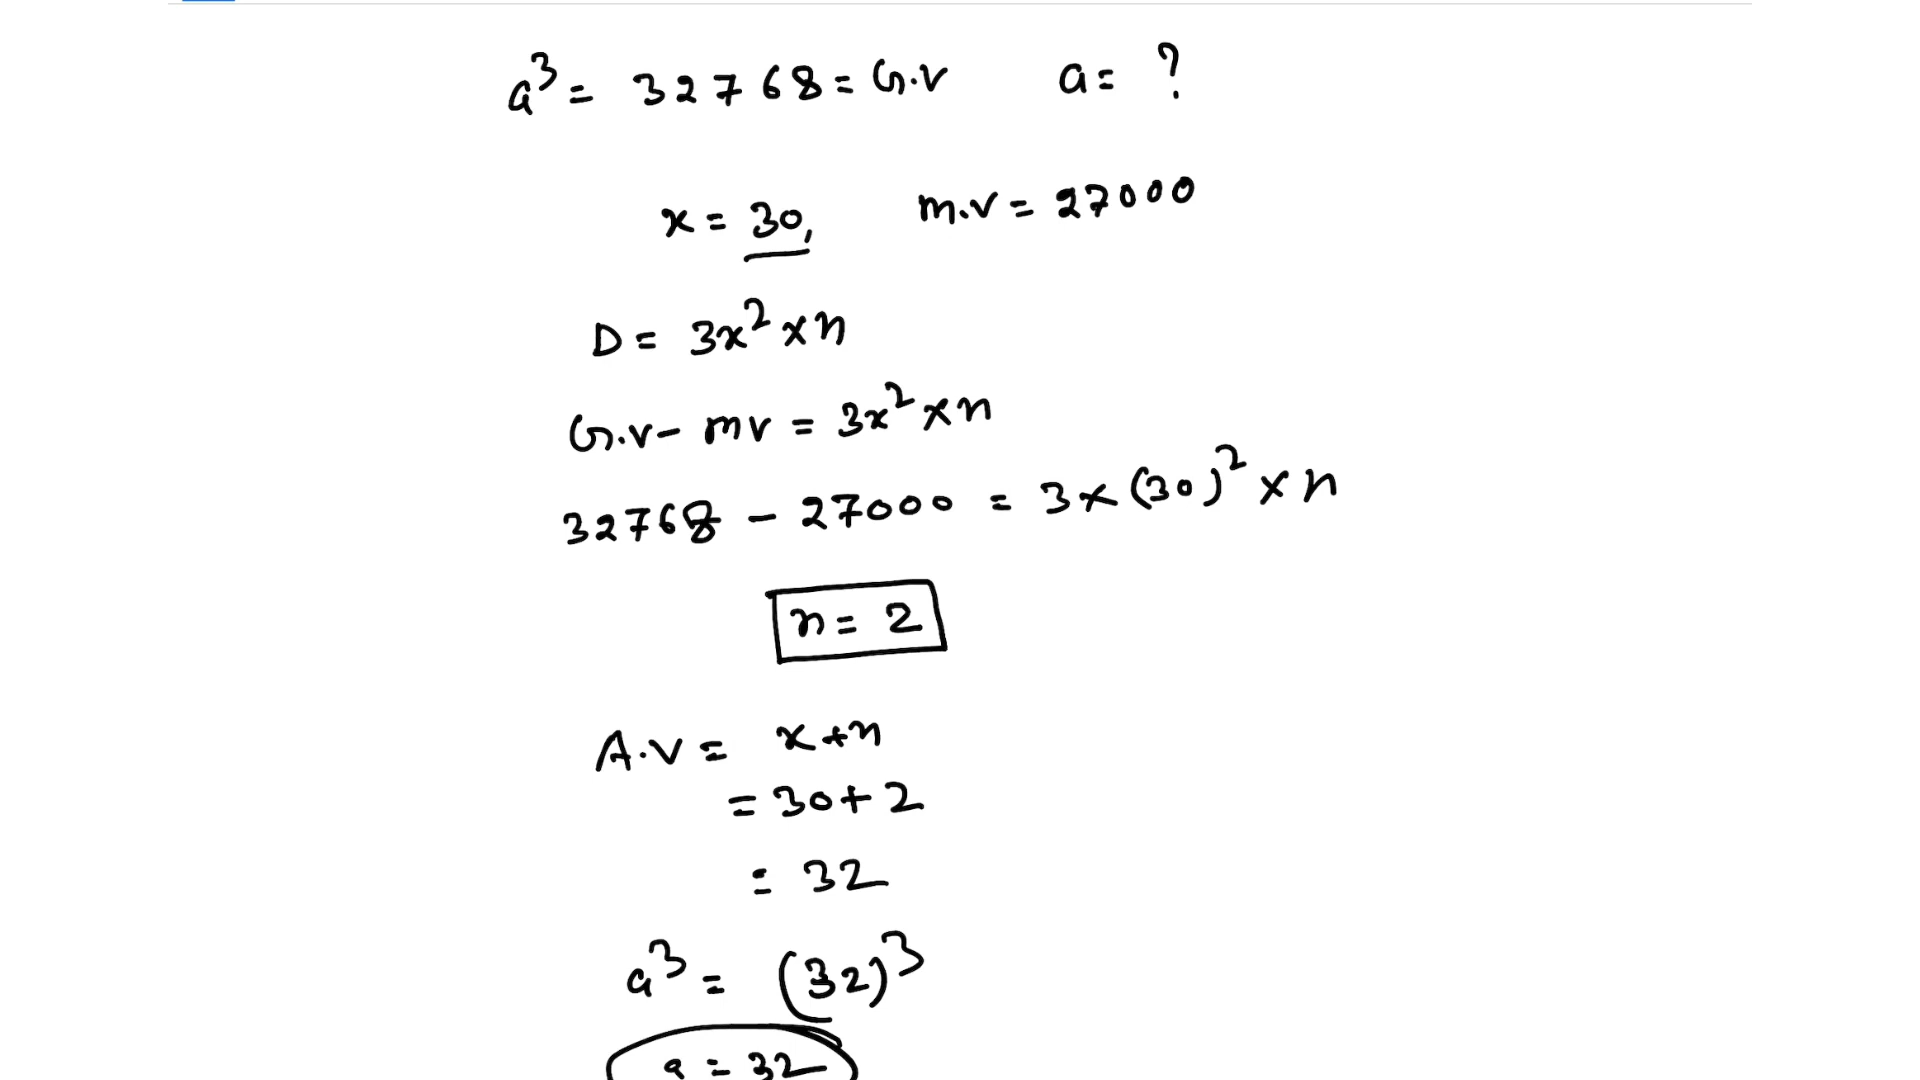 a³ = 32768 = G.V a = ?
x = 30, m.v = 27000
D = 3x² × n
G.v - mv = 3x² × n
32768 - 27000 = 3 × (30)² × n
n = 2
A.V = x + n
= 30 + 2
= 32
a³ = (32)³
a = 32